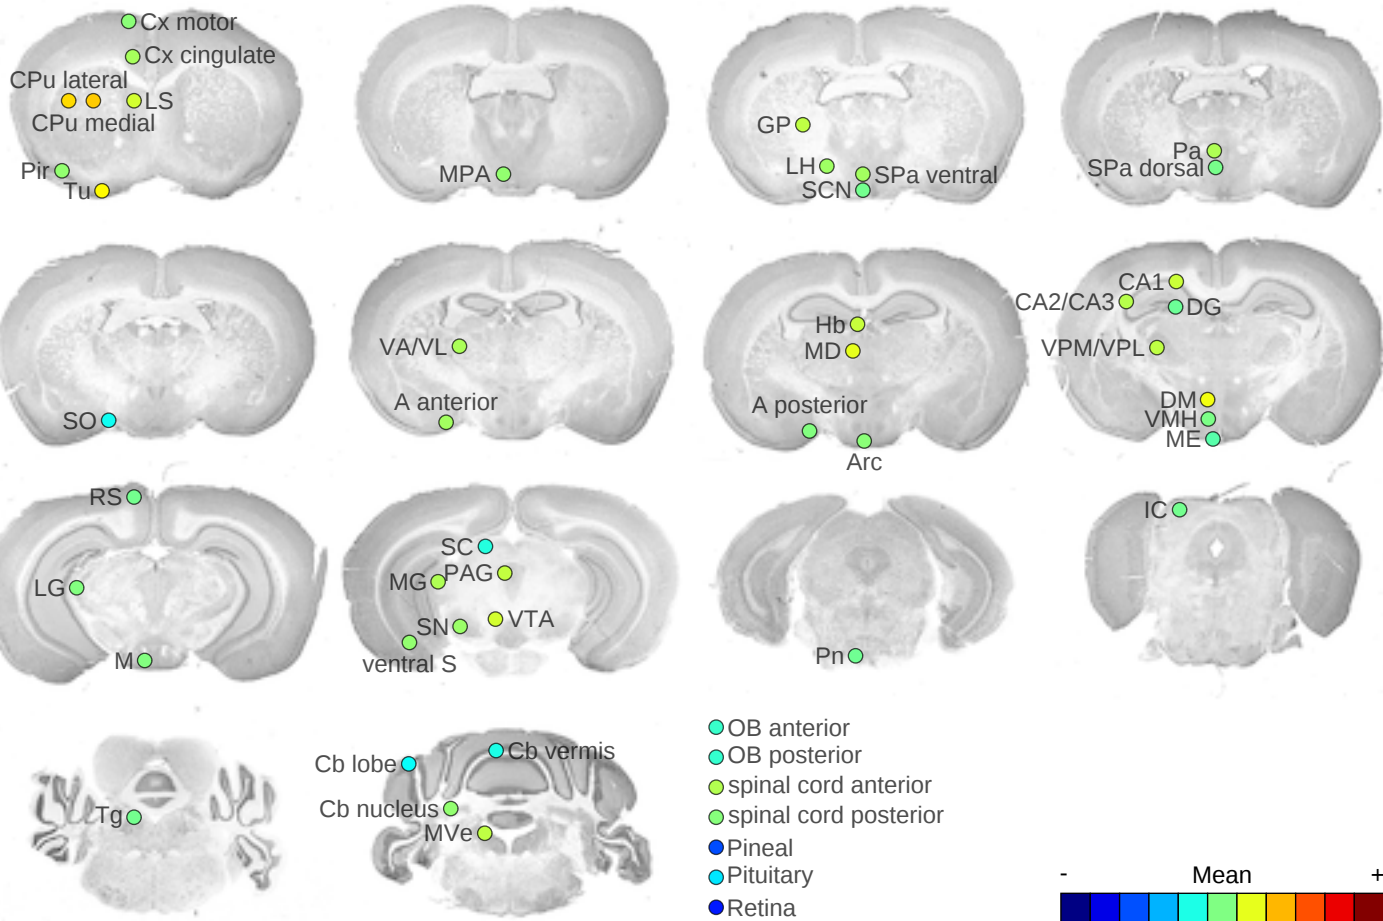 Cx motor
Cx cingulate
CPu lateral
LS
CPu medial
Pir
Tu
MPA
GP
LH
SPa ventral
SCN
Pa
SPa dorsal
SO
VA/VL
A anterior
Hb
MD
A posterior
Arc
CA1
CA2/CA3
DG
VPM/VPL
DM
VMH
ME
RS
LG
M
SC
PAG
MG
VTA
SN
ventral S
Pn
IC
Tg
Cb vermis
Cb lobe
Cb nucleus
MVe
OB anterior
OB posterior
spinal cord anterior
spinal cord posterior
Pineal
Pituitary
Retina
- Mean +